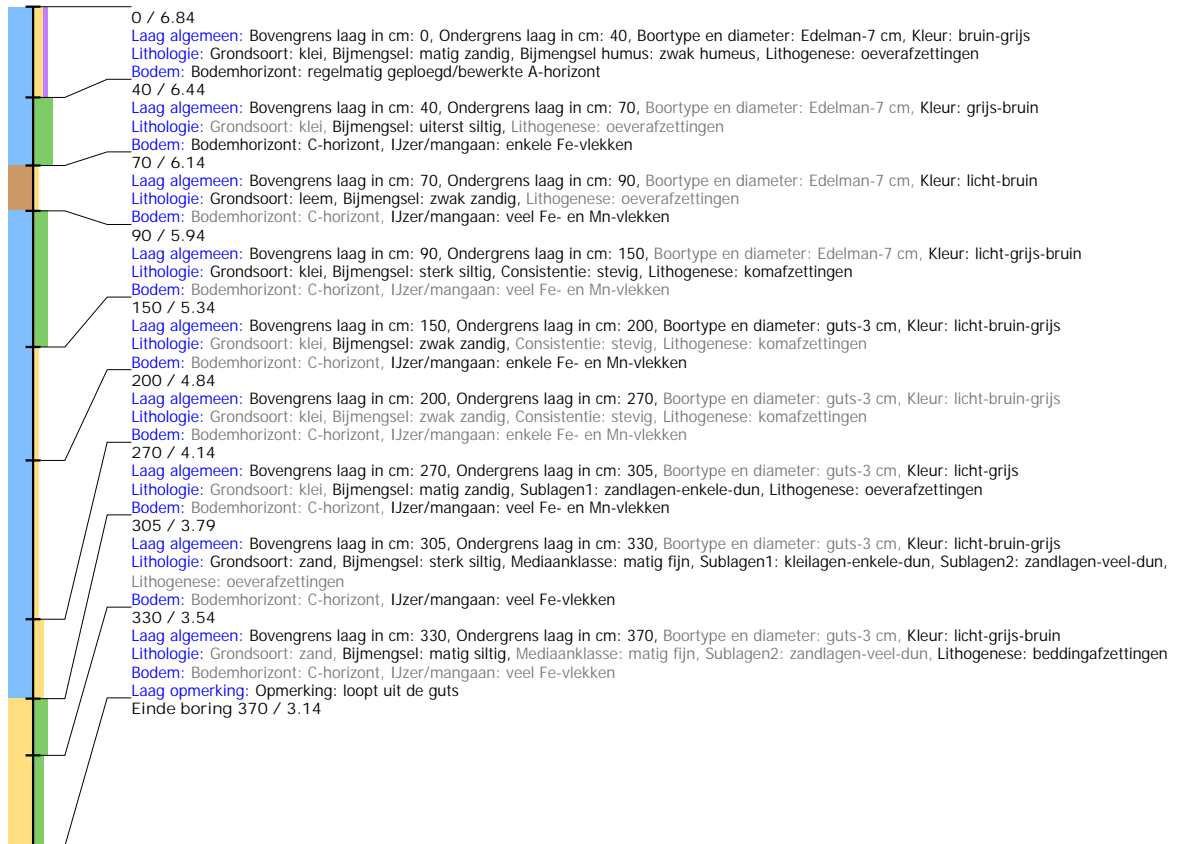 0 / 6.84
Laag algemeen: Bovengrens laag in cm: 0, Ondergrens laag in cm: 40, Boortype en diameter: Edelman-7 cm, Kleur: bruin-grijs
Lithologie: Grondsoort: klei, Bijmengsel: matig zandig, Bijmengsel humus: zwak humeus, Lithogenese: oeverafzettingen
Bodem: Bodemhorizont: regelmatig geploegd/bewerkte A-horizont
40 / 6.44
Laag algemeen: Bovengrens laag in cm: 40, Ondergrens laag in cm: 70, Boortype en diameter: Edelman-7 cm, Kleur: grijs-bruin
Lithologie: Grondsoort: klei, Bijmengsel: uiterst siltig, Lithogenese: oeverafzettingen
Bodem: Bodemhorizont: C-horizont, IJzer/mangaan: enkele Fe-vlekken
70 / 6.14
Laag algemeen: Bovengrens laag in cm: 70, Ondergrens laag in cm: 90, Boortype en diameter: Edelman-7 cm, Kleur: licht-bruin
Lithologie: Grondsoort: leem, Bijmengsel: zwak zandig, Lithogenese: oeverafzettingen
Bodem: Bodemhorizont: C-horizont, IJzer/mangaan: veel Fe- en Mn-vlekken
90 / 5.94
Laag algemeen: Bovengrens laag in cm: 90, Ondergrens laag in cm: 150, Boortype en diameter: Edelman-7 cm, Kleur: licht-grijs-bruin
Lithologie: Grondsoort: klei, Bijmengsel: sterk siltig, Consistentie: stevig, Lithogenese: komafzettingen
Bodem: Bodemhorizont: C-horizont, IJzer/mangaan: veel Fe- en Mn-vlekken
150 / 5.34
Laag algemeen: Bovengrens laag in cm: 150, Ondergrens laag in cm: 200, Boortype en diameter: guts-3 cm, Kleur: licht-bruin-grijs
Lithologie: Grondsoort: klei, Bijmengsel: zwak zandig, Consistentie: stevig, Lithogenese: komafzettingen
Bodem: Bodemhorizont: C-horizont, IJzer/mangaan: enkele Fe- en Mn-vlekken
200 / 4.84
Laag algemeen: Bovengrens laag in cm: 200, Ondergrens laag in cm: 270, Boortype en diameter: guts-3 cm, Kleur: licht-bruin-grijs
Lithologie: Grondsoort: klei, Bijmengsel: zwak zandig, Consistentie: stevig, Lithogenese: komafzettingen
Bodem: Bodemhorizont: C-horizont, IJzer/mangaan: enkele Fe- en Mn-vlekken
270 / 4.14
Laag algemeen: Bovengrens laag in cm: 270, Ondergrens laag in cm: 305, Boortype en diameter: guts-3 cm, Kleur: licht-grijs
Lithologie: Grondsoort: klei, Bijmengsel: matig zandig, Sublagen1: zandlagen-enkele-dun, Lithogenese: oeverafzettingen
Bodem: Bodemhorizont: C-horizont, IJzer/mangaan: veel Fe- en Mn-vlekken
305 / 3.79
Laag algemeen: Bovengrens laag in cm: 305, Ondergrens laag in cm: 330, Boortype en diameter: guts-3 cm, Kleur: licht-bruin-grijs
Lithologie: Grondsoort: zand, Bijmengsel: sterk siltig, Mediaanklasse: matig fijn, Sublagen1: kleilagen-enkele-dun, Sublagen2: zandlagen-veel-dun,
Lithogenese: oeverafzettingen
Bodem: Bodemhorizont: C-horizont, IJzer/mangaan: veel Fe-vlekken
330 / 3.54
Laag algemeen: Bovengrens laag in cm: 330, Ondergrens laag in cm: 370, Boortype en diameter: guts-3 cm, Kleur: licht-grijs-bruin
Lithologie: Grondsoort: zand, Bijmengsel: matig siltig, Mediaanklasse: matig fijn, Sublagen2: zandlagen-veel-dun, Lithogenese: beddingafzettingen
Bodem: Bodemhorizont: C-horizont, IJzer/mangaan: veel Fe-vlekken
Laag opmerking: Opmerking: loopt uit de guts
Einde boring 370 / 3.14